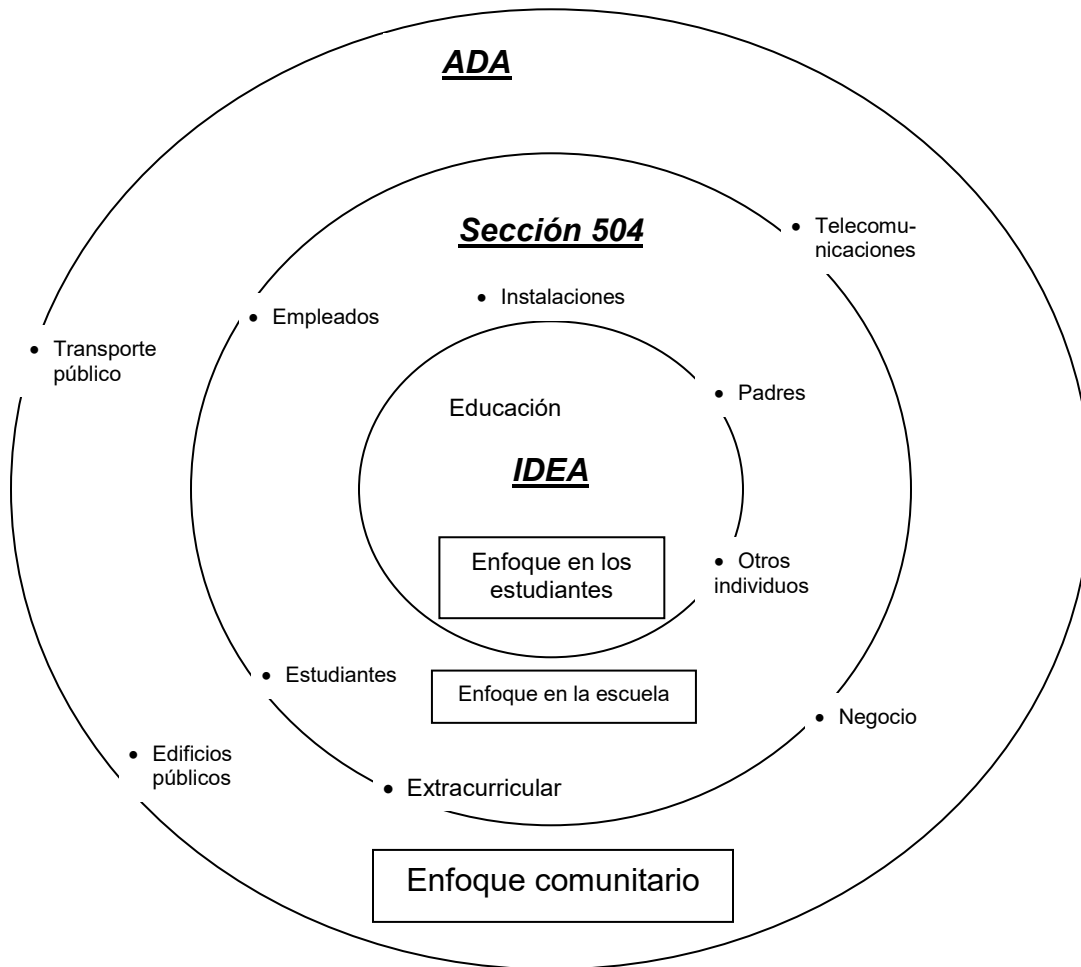 ADA
Sección 504
• Telecomu-
nicaciones
• Instalaciones
• Empleados
• Transporte
público
• Padres
Educación
IDEA
Enfoque en los
estudiantes
• Otros
individuos
• Estudiantes
Enfoque en la escuela
• Negocio
• Edificios
públicos
• Extracurricular
Enfoque comunitario